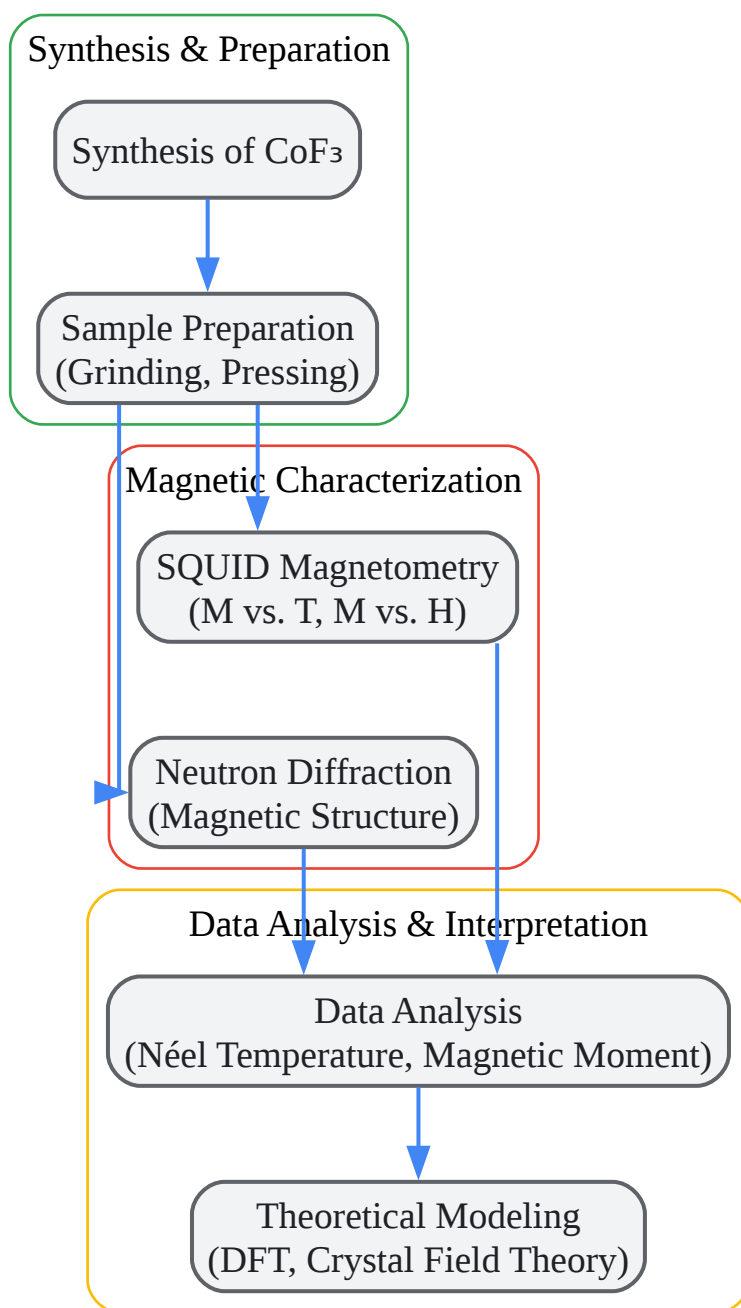 Synthesis & Preparation
Synthesis of CoF₃
Sample Preparation
(Grinding, Pressing)
Magnetic Characterization
SQUID Magnetometry
(M vs. T, M vs. H)
Neutron Diffraction
(Magnetic Structure)
Data Analysis & Interpretation
Data Analysis
(Néel Temperature, Magnetic Moment)
Theoretical Modeling
(DFT, Crystal Field Theory)